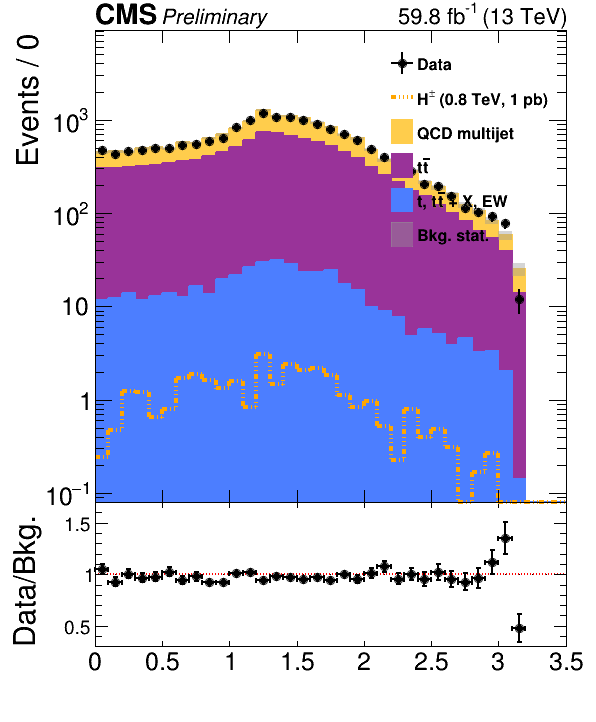 CMS Preliminary 59.8 fb⁻¹ (13 TeV)
Events / 0
10³
10²
10
1
10⁻¹
Data
H± (0.8 TeV, 1 pb)
QCD multijet
tt̄
t, tt̄ + X, EW
Bkg. stat.
Data/Bkg.
1.5
1
0.5
0 0.5 1 1.5 2 2.5 3 3.5